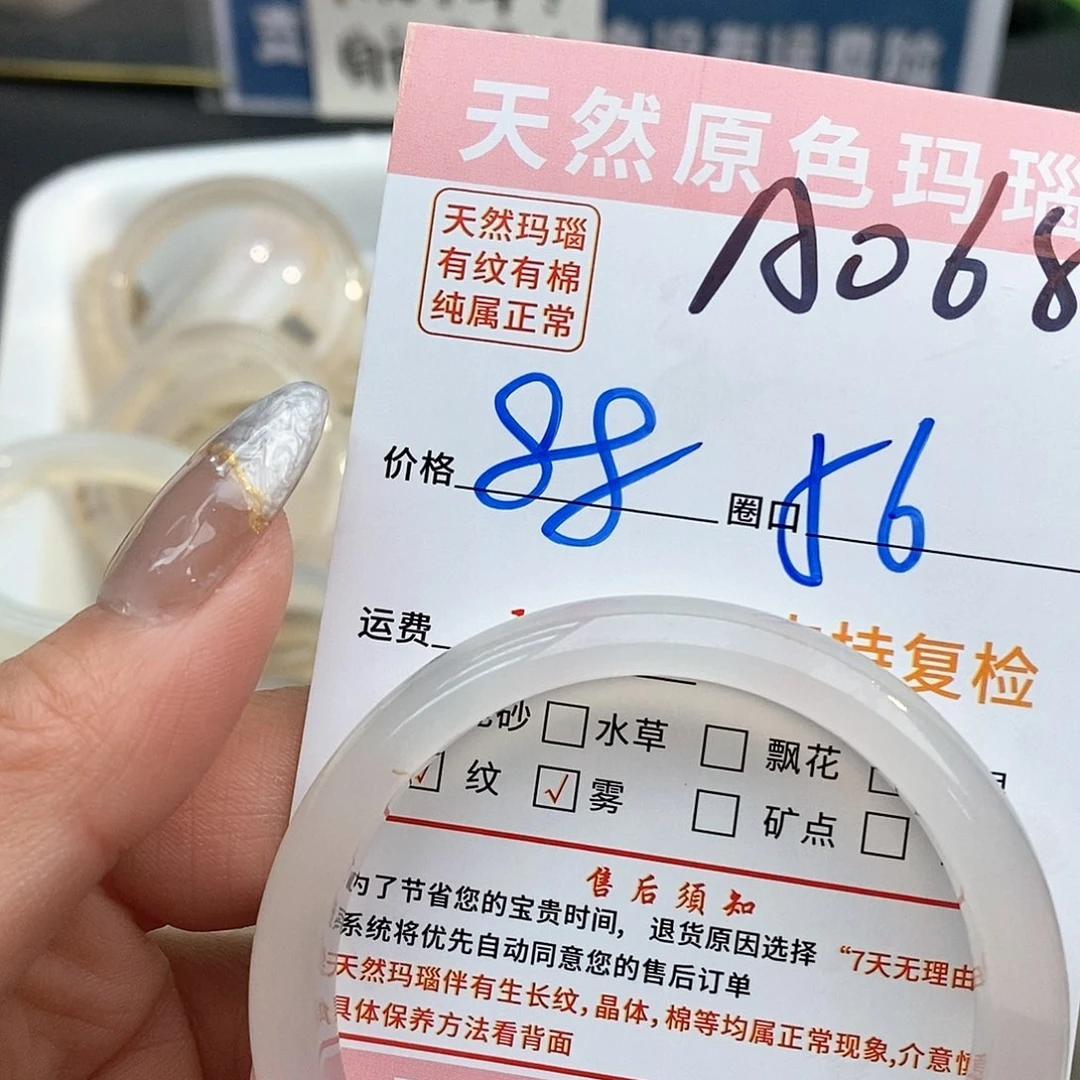 天然原色玛瑙
A068
天然玛瑙
有纹有棉
纯属正常
价格 88 圈口 56
运费
持复检
砂 □水草 □飘花 □
☑纹 ☑雾 □矿点 □
售后須知
为了节省您的宝贵时间，退货原因选择 “7天无理由
系统将优先自动同意您的售后订单
天然玛瑙伴有生长纹,晶体,棉等均属正常现象,介意慎
具体保养方法看背面